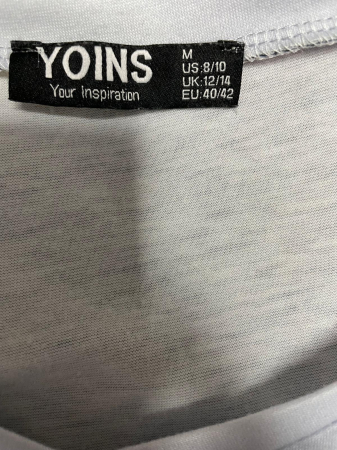 YOINS
Your Inspiration
M
US:8/10
UK:12/14
EU:40/42